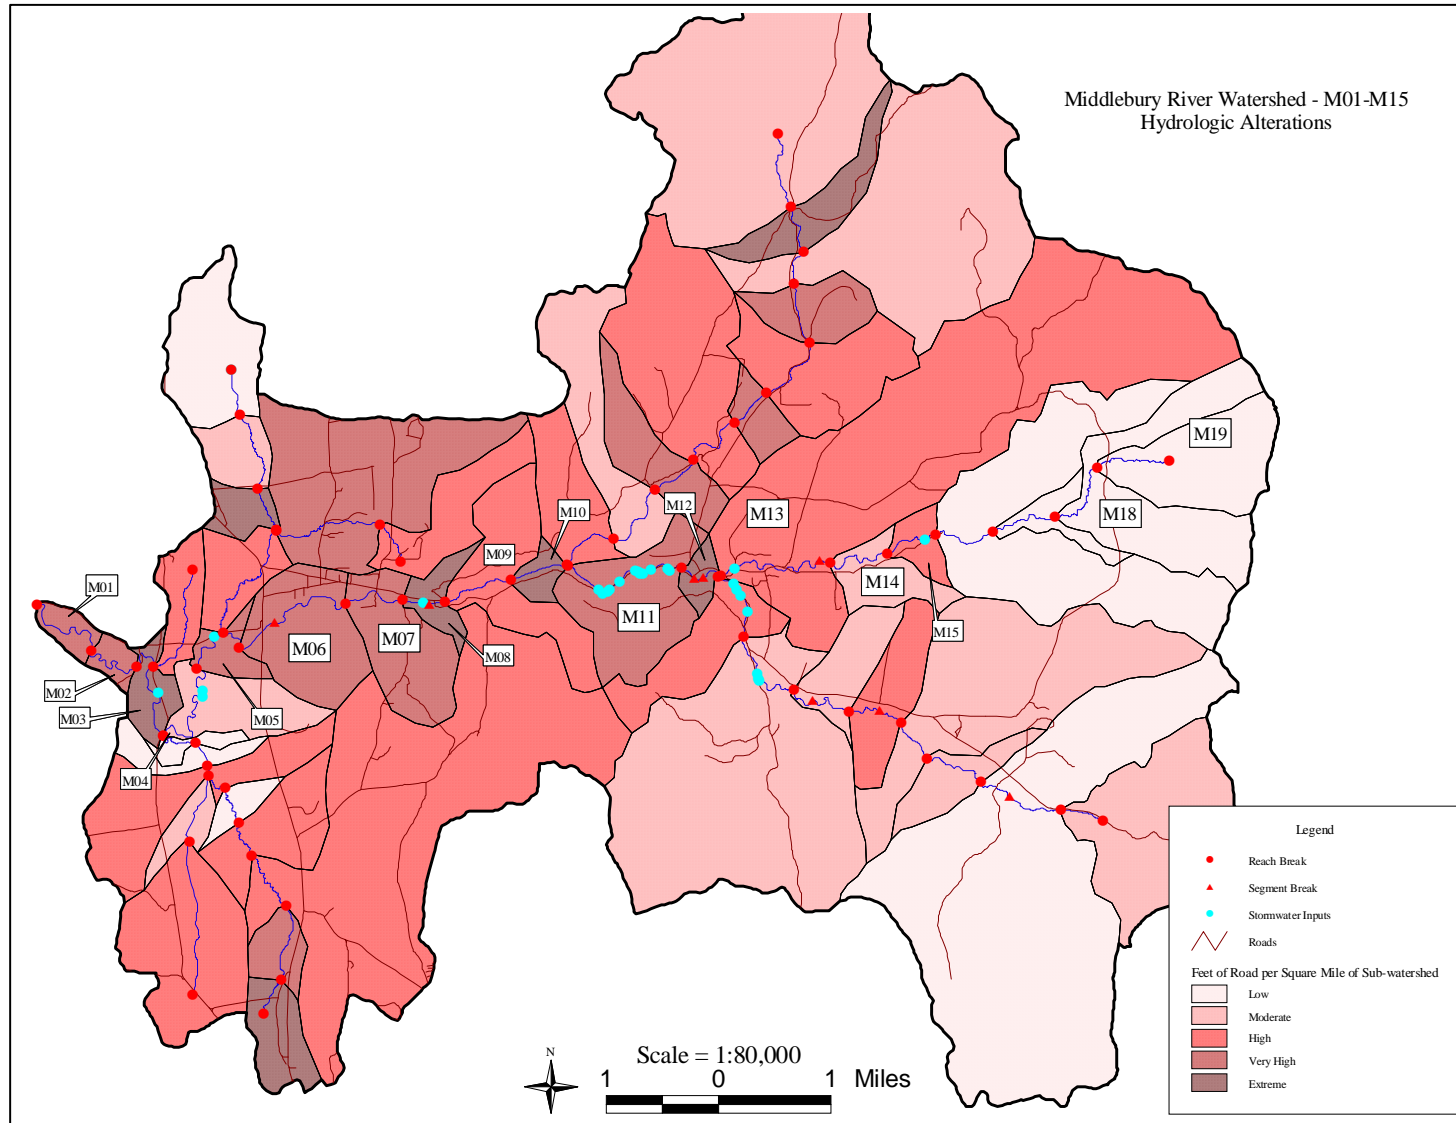 Middlebury River Watershed - M01-M15
Hydrologic Alterations
M19
M18
M13
M12
M10
M09
M14
M15
M11
M01
M06
M07
M08
M02
M03
M05
M04
Legend
Reach Break
Segment Break
Stormwater Inputs
Roads
Feet of Road per Square Mile of Sub-watershed
Low
Moderate
High
Very High
Extreme
N
Scale = 1:80,000
1 0 1 Miles